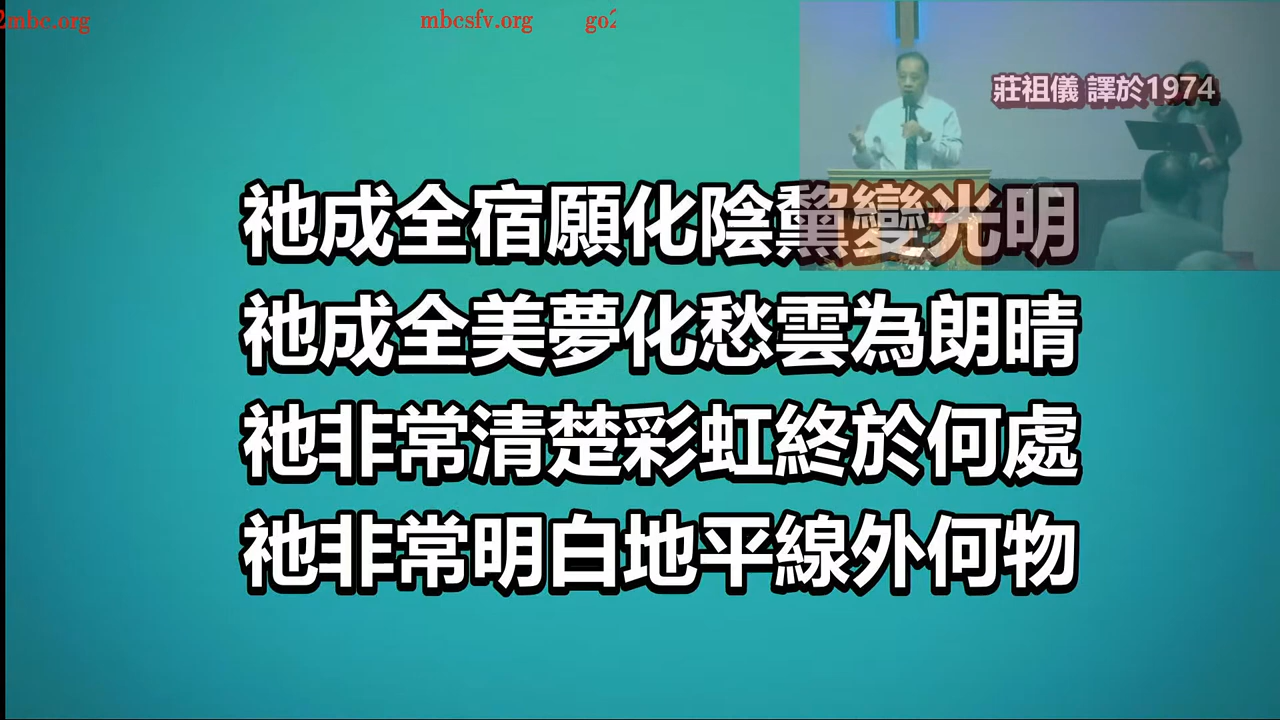 2mbc.org mbcsfv.org go2
莊祖儀 譯於1974
祂成全宿願化陰黧變光明
祂成全美夢化愁雲為朗晴
祂非常清楚彩虹終於何處
祂非常明白地平線外何物